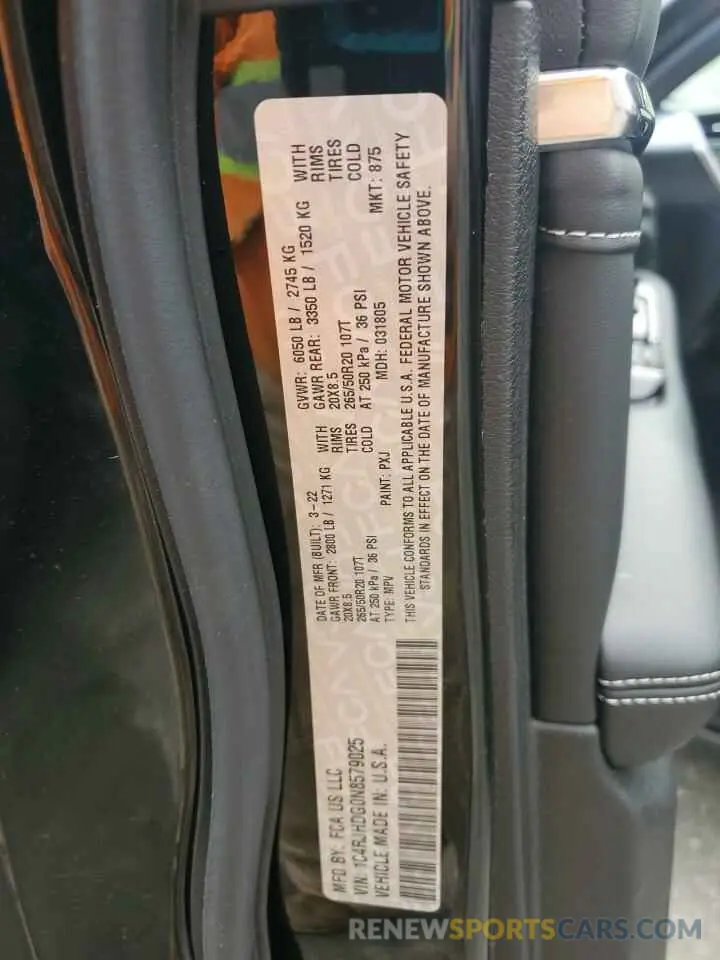 MFD BY: FCA US LLC
VIN: 1C4RJHDG0N8579025
VEHICLE MADE IN: U.S.A.
DATE OF MFR (BUILT): 3-22
GAWR FRONT: 2800 LB / 1271 KG WITH
20X8.5 RIMS
265/50R20 107T TIRES
AT 250 kPa / 36 PSI COLD
TYPE: MPV PAINT: PXJ
GVWR: 6050 LB / 2745 KG
GAWR REAR: 3350 LB / 1520 KG WITH
20X8.5 RIMS
265/50R20 107T TIRES
AT 250 kPa / 36 PSI COLD
MDH: 031805 MKT: 875
THIS VEHICLE CONFORMS TO ALL APPLICABLE U.S.A. FEDERAL MOTOR VEHICLE SAFETY
STANDARDS IN EFFECT ON THE DATE OF MANUFACTURE SHOWN ABOVE.
RENEWSPORTSCARS.COM